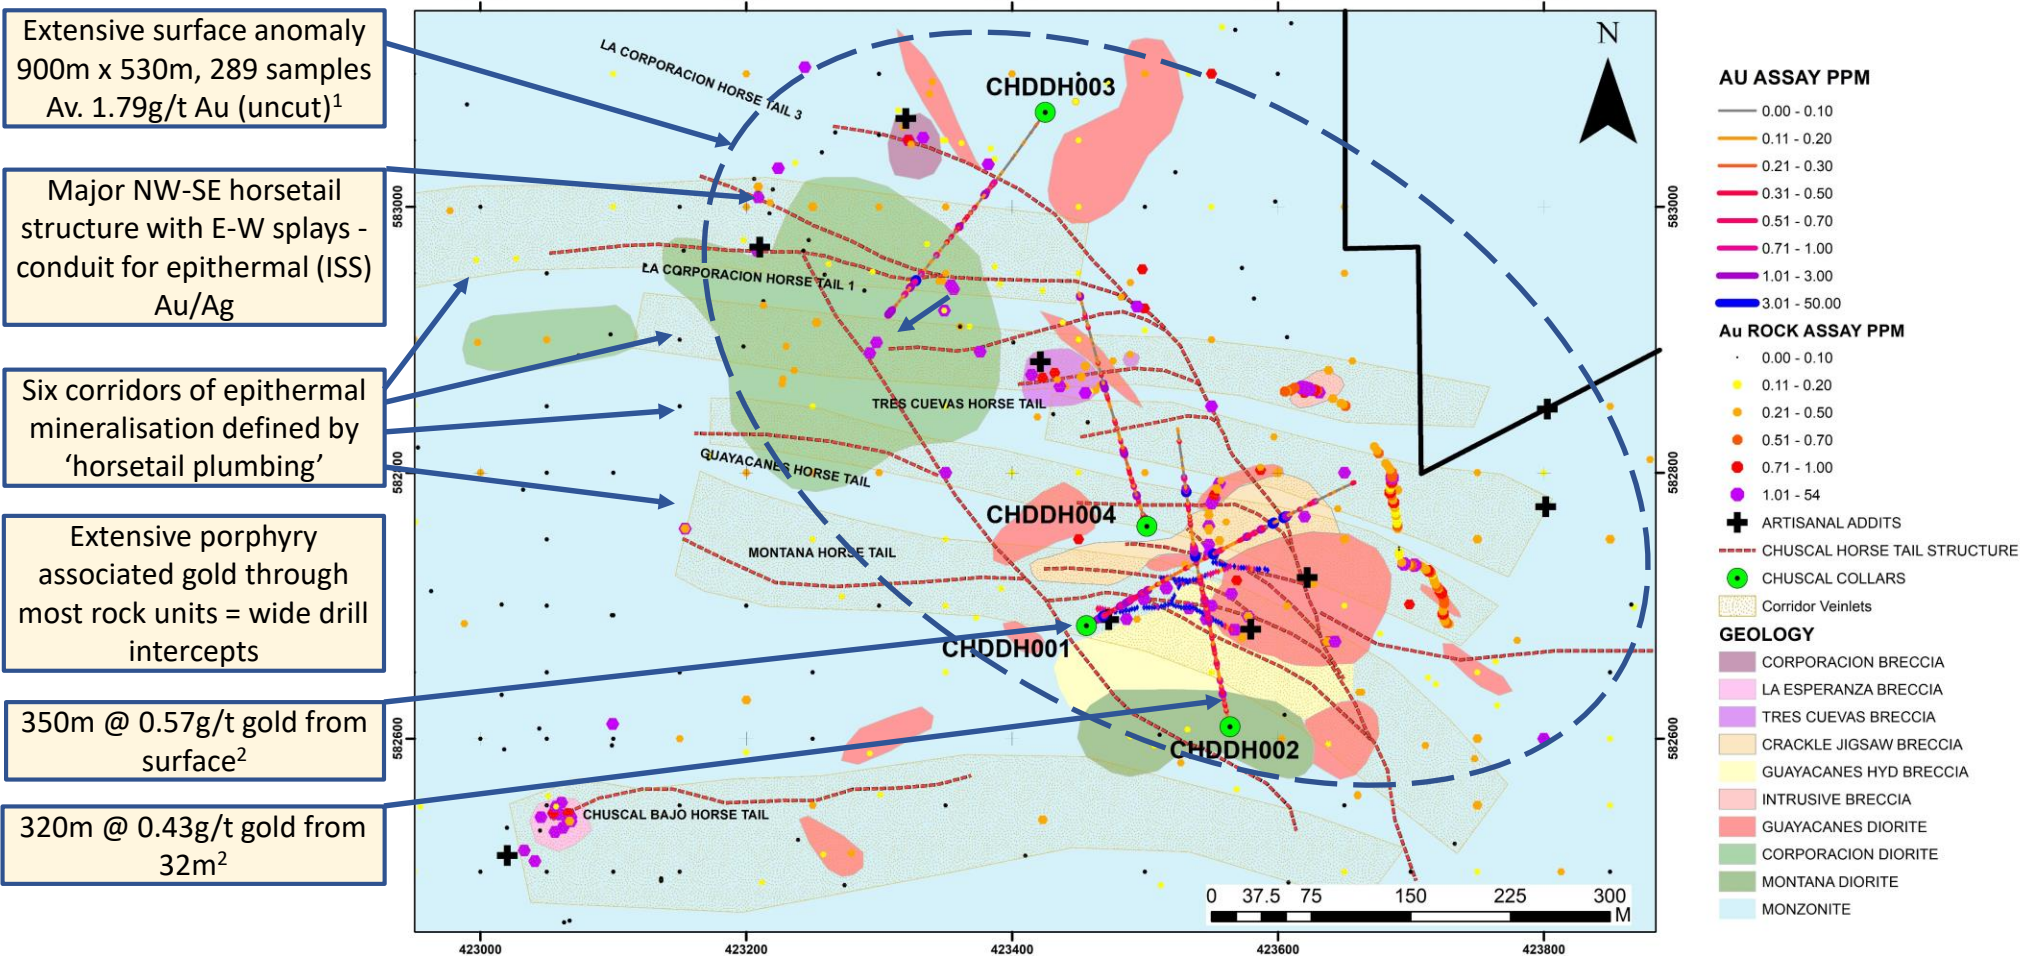 Extensive surface anomaly
900m x 530m, 289 samples
Av. 1.79g/t Au (uncut)1
Major NW-SE horsetail
structure with E-W splays -
conduit for epithermal (ISS)
Au/Ag
Six corridors of epithermal
mineralisation defined by
‘horsetail plumbing’
Extensive porphyry
associated gold through
most rock units = wide drill
intercepts
350m @ 0.57g/t gold from
surface2
320m @ 0.43g/t gold from
32m2
LA CORPORACION HORSE TAIL 3
CHDDH003
N
583000
583000
LA CORPORACION HORSE TAIL 1
TRES CUEVAS HORSE TAIL
GUAYACANES HORSE TAIL
582800
582800
CHDDH004
MONTANA HORSE TAIL
CHDDH001
CHDDH002
582600
582600
CHUSCAL BAJO HORSE TAIL
0 37.5 75 150 225 300
M
423000 423200 423400 423600 423800
AU ASSAY PPM
0.00 - 0.10
0.11 - 0.20
0.21 - 0.30
0.31 - 0.50
0.51 - 0.70
0.71 - 1.00
1.01 - 3.00
3.01 - 50.00
Au ROCK ASSAY PPM
0.00 - 0.10
0.11 - 0.20
0.21 - 0.50
0.51 - 0.70
0.71 - 1.00
1.01 - 54
ARTISANAL ADDITS
CHUSCAL HORSE TAIL STRUCTURE
CHUSCAL COLLARS
Corridor Veinlets
GEOLOGY
CORPORACION BRECCIA
LA ESPERANZA BRECCIA
TRES CUEVAS BRECCIA
CRACKLE JIGSAW BRECCIA
GUAYACANES HYD BRECCIA
INTRUSIVE BRECCIA
GUAYACANES DIORITE
CORPORACION DIORITE
MONTANA DIORITE
MONZONITE